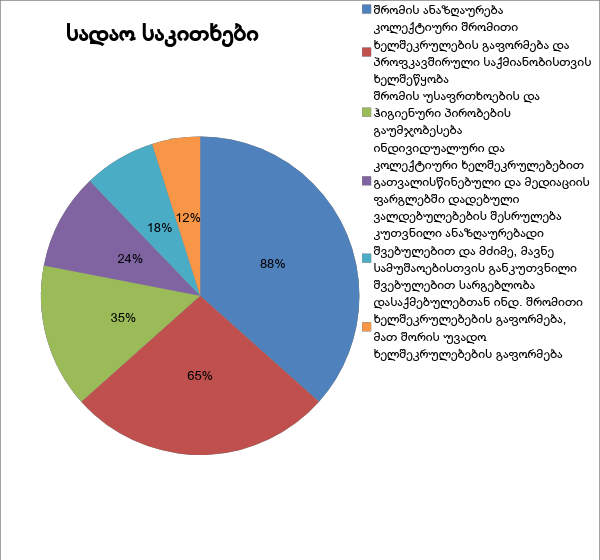 სადაო საკითხები
შრომის ანაზღაურება
კოლექტიური შრომითი
ხელშეკრულების გაფორმება და
პროფკავშირული საქმიანობისთვის
ხელშეწყობა
შრომის უსაფრთხოების და
ჰიგიენური პირობების
გაუმჯობესება
ინდივიდუალური და
კოლექტიური ხელშეკრულებებით
გათვალისწინებული და მედიაციის
ფარგლებში დადებული
ვალდებულებების შესრულება
კუთვნილი ანაზღაურებადი
შვებულებით და მძიმე, მავნე
სამუშაოებისთვის განკუთვნილი
შვებულებით სარგებლობა
დასაქმებულებთან ინდ. შრომითი
ხელშეკრულებების გაფორმება,
მათ შორის უვადო
ხელშეკრულებების გაფორმება
88%
65%
35%
24%
18%
12%